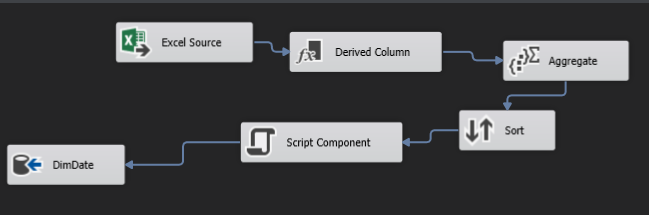 Excel Source
Derived Column
Aggregate
Sort
Script Component
DimDate